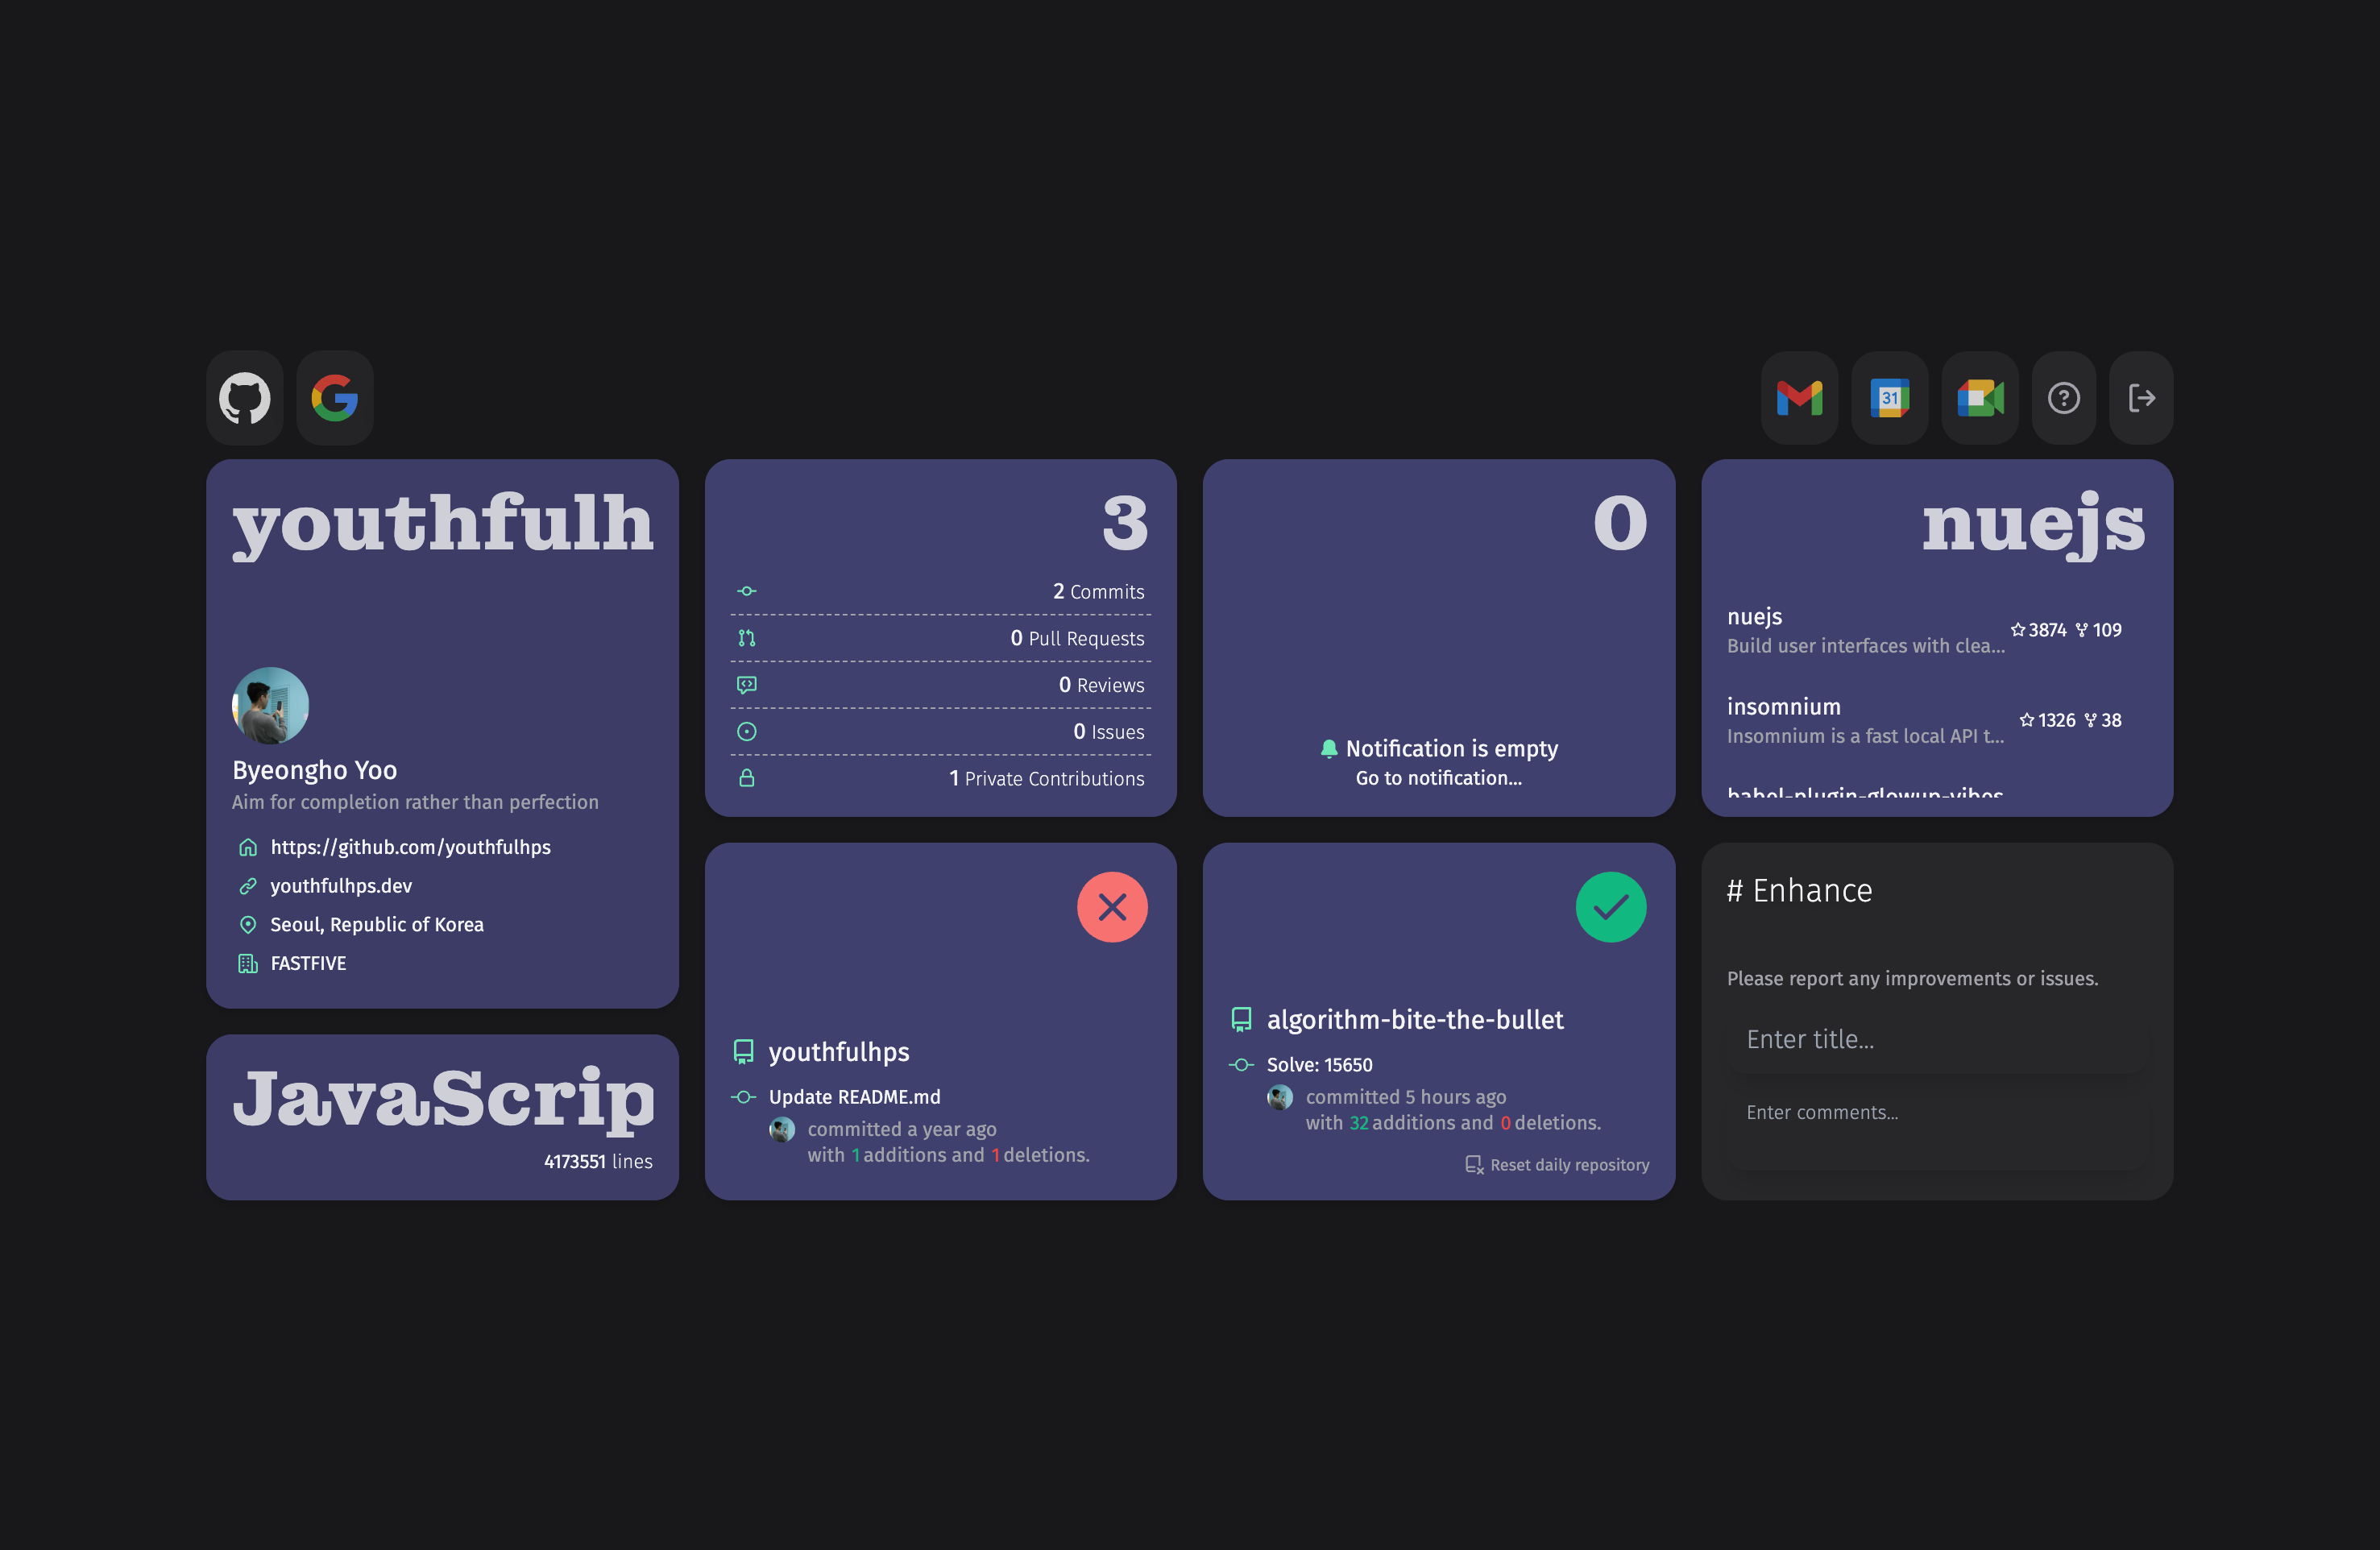 31
youthfulh
Byeongho Yoo
Aim for completion rather than perfection
https://github.com/youthfulhps
youthfulhps.dev
Seoul, Republic of Korea
FASTFIVE
JavaScrip
4173551 lines
3
2 Commits
0 Pull Requests
0 Reviews
0 Issues
1 Private Contributions
youthfulhps
Update README.md
committed a year ago
with 1 additions and 1 deletions.
0
Notification is empty
Go to notification...
algorithm-bite-the-bullet
Solve: 15650
committed 5 hours ago
with 32 additions and 0 deletions.
Reset daily repository
nuejs
nuejs
Build user interfaces with clea...
3874 109
insomnium
Insomnium is a fast local API t...
1326 38
babel-plugin-glowup-vibes
# Enhance
Please report any improvements or issues.
Enter title...
Enter comments...